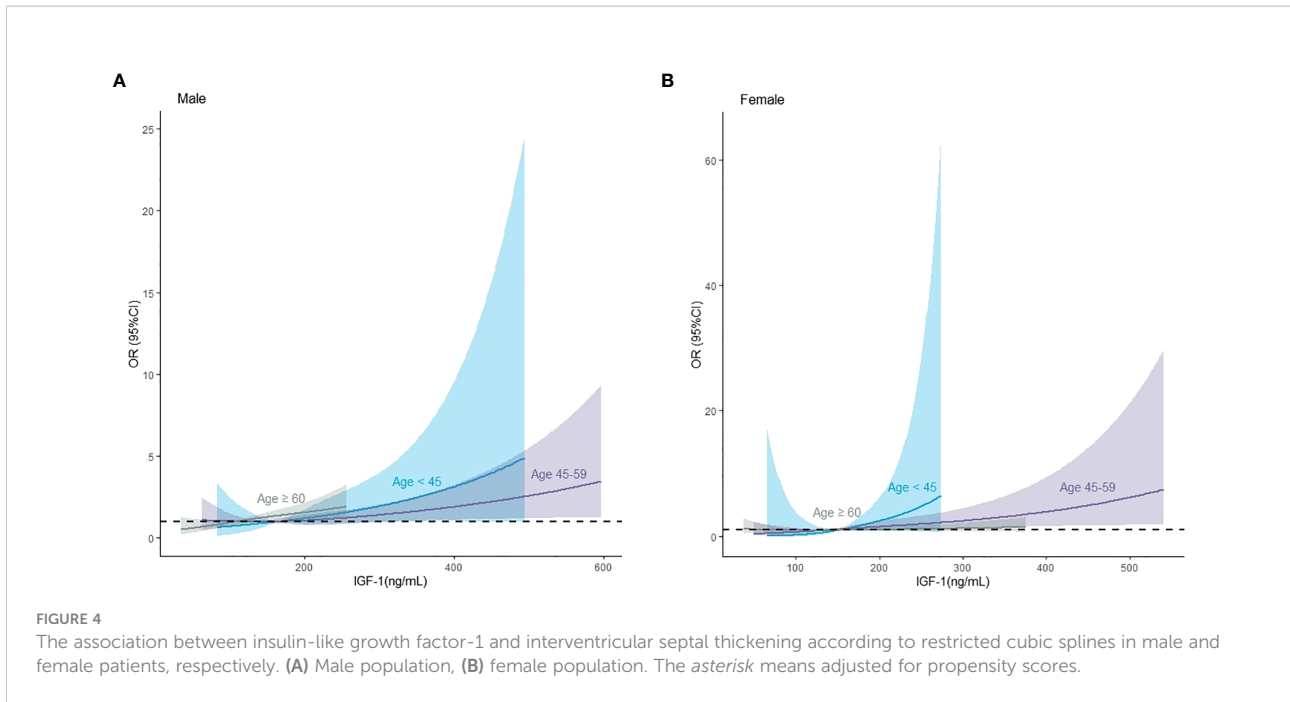 A
Male
25
20
15
10
5
0
OR (95%CI)
Age ≥ 60
Age < 45
Age 45-59
200
400
600
IGF-1(ng/mL)
B
Female
60
40
20
0
OR (95%CI)
Age ≥ 60
Age < 45
Age 45-59
100
200
300
400
500
IGF-1(ng/mL)
FIGURE 4
The association between insulin-like growth factor-1 and interventricular septal thickening according to restricted cubic splines in male and
female patients, respectively. (A) Male population, (B) female population. The asterisk means adjusted for propensity scores.